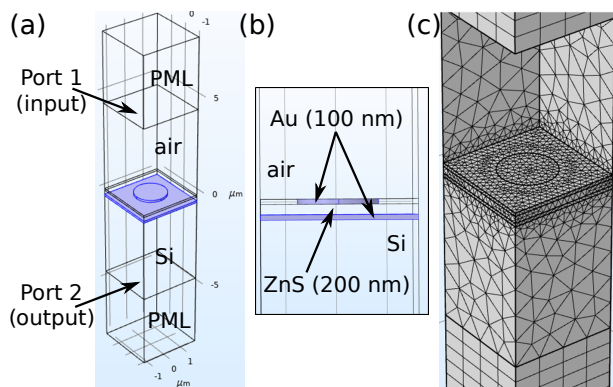 (a)
0
-1
PML
Port 1
(input)
5
air
0
μm
Si
Port 2
(output)
-5
PML
1
0
-1
μm
(b)
Au (100 nm)
air
Si
ZnS (200 nm)
(c)